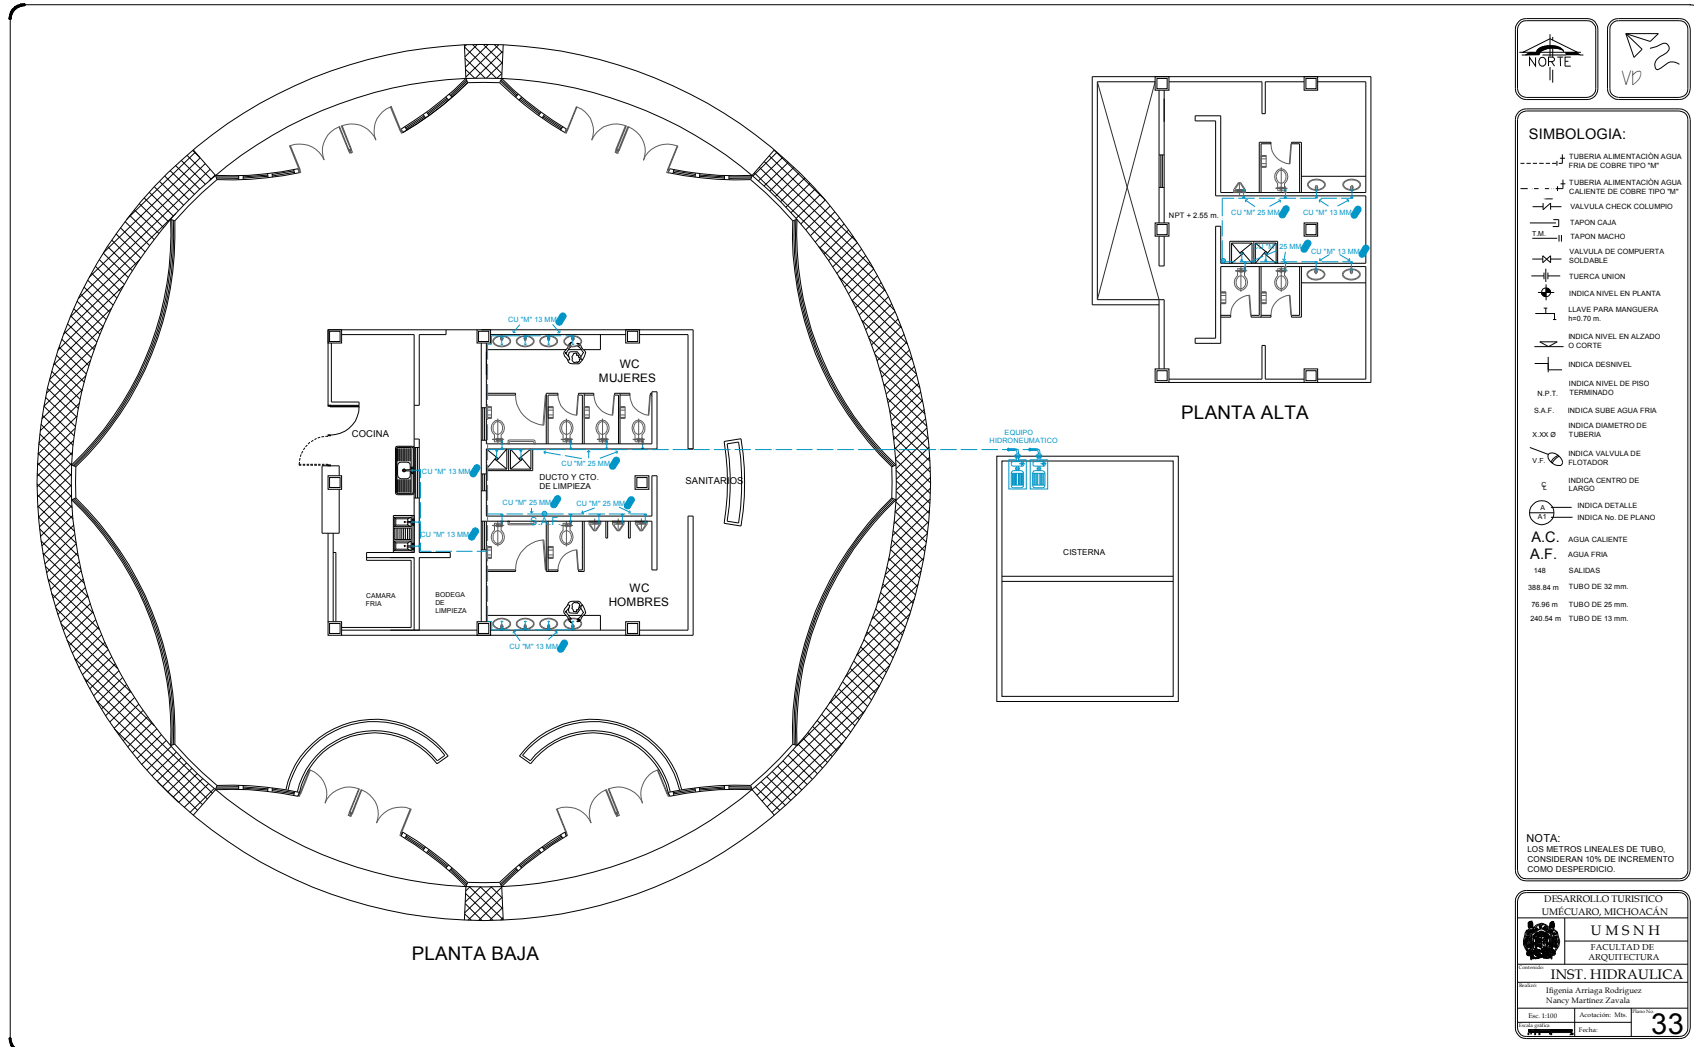 NORTE
VD
SIMBOLOGIA:
TUBERIA ALIMENTACIÓN AGUA
FRIA DE COBRE TIPO "M"
TUBERIA ALIMENTACIÓN AGUA
CALIENTE DE COBRE TIPO "M"
VALVULA CHECK COLUMPIO
TAPON CAJA
T.M. TAPON MACHO
VALVULA DE COMPUERTA
SOLDABLE
TUERCA UNION
INDICA NIVEL EN PLANTA
LLAVE PARA MANGUERA
h=0.70 m.
INDICA NIVEL EN ALZADO
O CORTE
INDICA DESNIVEL
N.P.T. INDICA NIVEL DE PISO
TERMINADO
S.A.F. INDICA SUBE AGUA FRIA
X.XX Ø INDICA DIAMETRO DE
TUBERIA
V.F. INDICA VALVULA DE
FLOTADOR
INDICA CENTRO DE
LARGO
A INDICA DETALLE
A1 INDICA No. DE PLANO
A.C. AGUA CALIENTE
A.F. AGUA FRIA
148 SALIDAS
388.84 m TUBO DE 32 mm.
76.96 m TUBO DE 25 mm.
240.54 m TUBO DE 13 mm.
NOTA:
LOS METROS LINEALES DE TUBO,
CONSIDERAN 10% DE INCREMENTO
COMO DESPERDICIO.
DESARROLLO TURISTICO
UMÉCUARO, MICHOACÁN
U M S N H
FACULTAD DE
ARQUITECTURA
Contenido:
INST. HIDRAULICA
Realizó:
Ifigenia Arriaga Rodriguez
Nancy Martínez Zavala
Esc. 1:100 Acotación: Mts. Plano No.
Escala gráfica Fecha: 33
CU "M" 13 MM
WC
MUJERES
COCINA
CU "M" 13 MM
CU "M" 25 MM
DUCTO Y CTO.
DE LIMPIEZA
SANITARIOS
CU "M" 25 MM
CU "M" 25 MM
S.A.F
CU "M" 13 MM
CAMARA
FRIA
BODEGA
DE
LIMPIEZA
WC
HOMBRES
CU "M" 13 MM
PLANTA BAJA
EQUIPO
HIDRONEUMATICO
CISTERNA
NPT + 2.55 m.
CU "M" 25 MM
CU "M" 13 MM
CU "M" 25 MM
CU "M" 13 MM
PLANTA ALTA